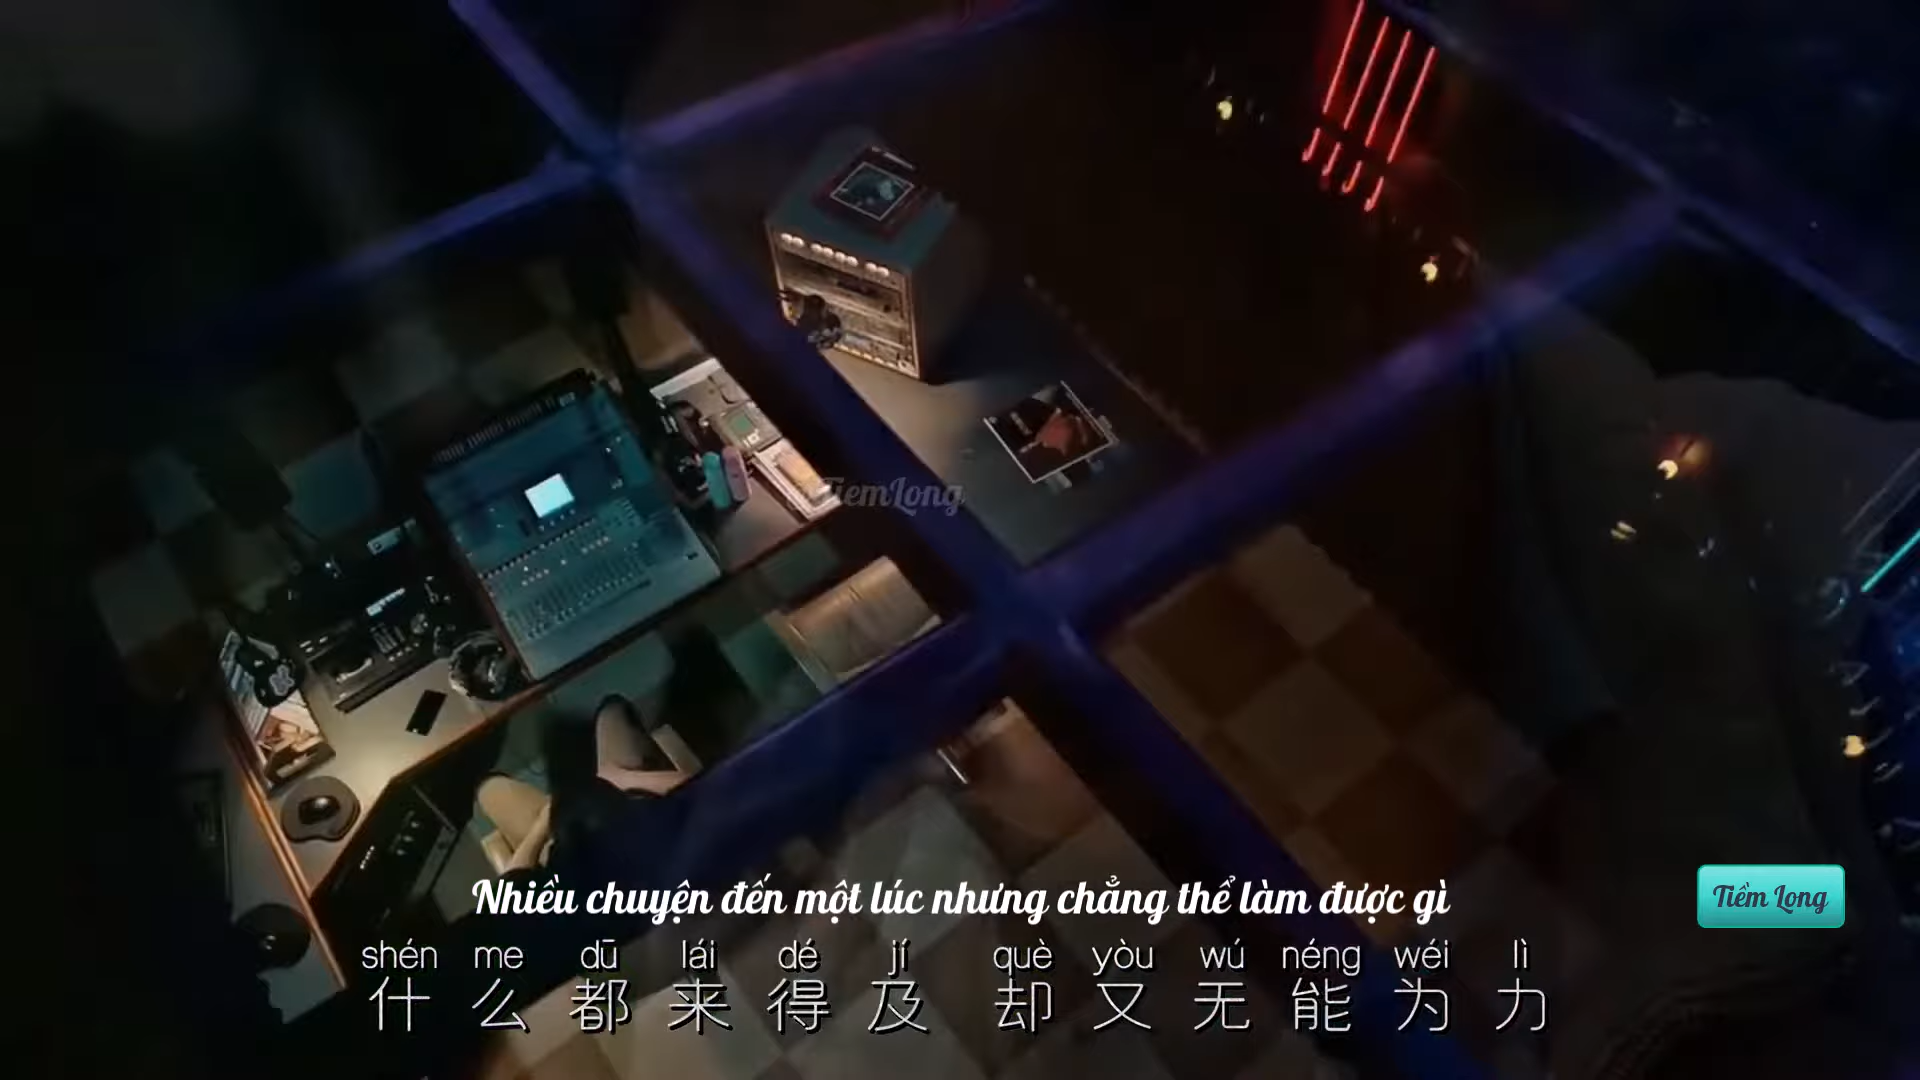 TiemLong
Nhiều chuyện đến một lúc nhưng chẳng thể làm được gì
Tiềm Long
shén me dū lái dé jí què yòu wú néng wéi lì
什么都来得及 却又无能为力